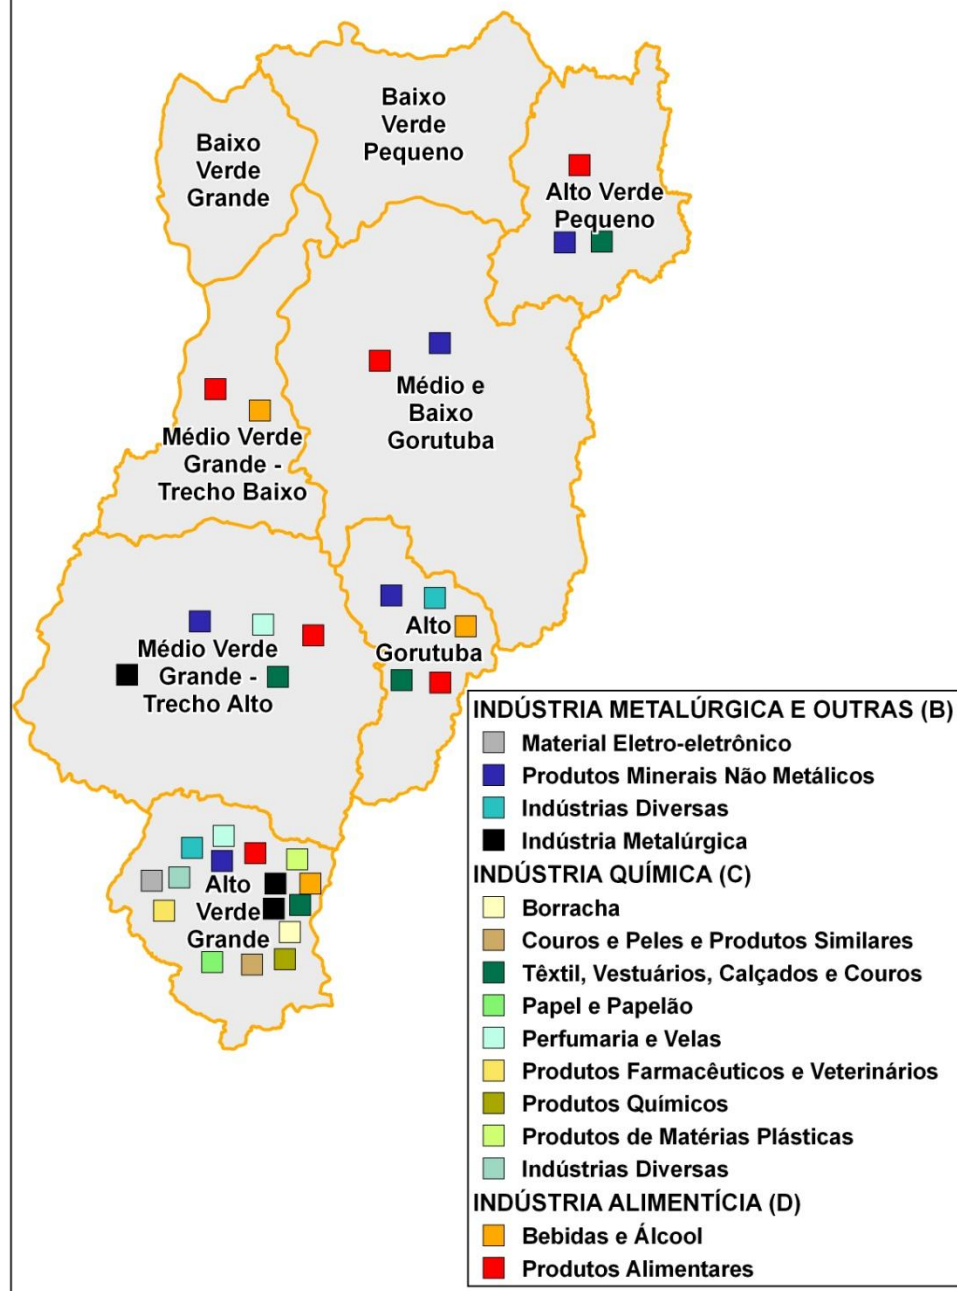 Baixo
Verde
Pequeno
Baixo
Verde
Grande
Alto Verde
Pequeno
Médio e
Baixo
Gorutuba
Médio Verde
Grande -
Trecho Baixo
Alto
Gorutuba
Médio Verde
Grande -
Trecho Alto
Alto
Verde
Grande
INDÚSTRIA METALÚRGICA E OUTRAS (B)
Material Eletro-eletrônico
Produtos Minerais Não Metálicos
Indústrias Diversas
Indústria Metalúrgica
INDÚSTRIA QUÍMICA (C)
Borracha
Couros e Peles e Produtos Similares
Têxtil, Vestuários, Calçados e Couros
Papel e Papelão
Perfumaria e Velas
Produtos Farmacêuticos e Veterinários
Produtos Químicos
Produtos de Matérias Plásticas
Indústrias Diversas
INDÚSTRIA ALIMENTÍCIA (D)
Bebidas e Álcool
Produtos Alimentares